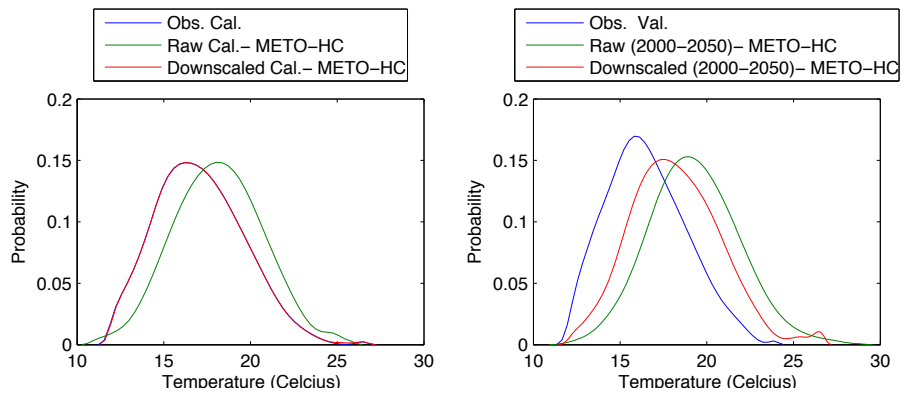 Obs. Cal.
Raw Cal.− METO−HC
Downscaled Cal.− METO−HC
0.2
0.15
0.1
0.05
0
Probability
10
15
20
25
30
Temperature (Celcius)
Obs. Val.
Raw (2000−2050)− METO−HC
Downscaled (2000−2050)− METO−HC
0.2
0.15
0.1
0.05
0
Probability
10
15
20
25
30
Temperature (Celcius)